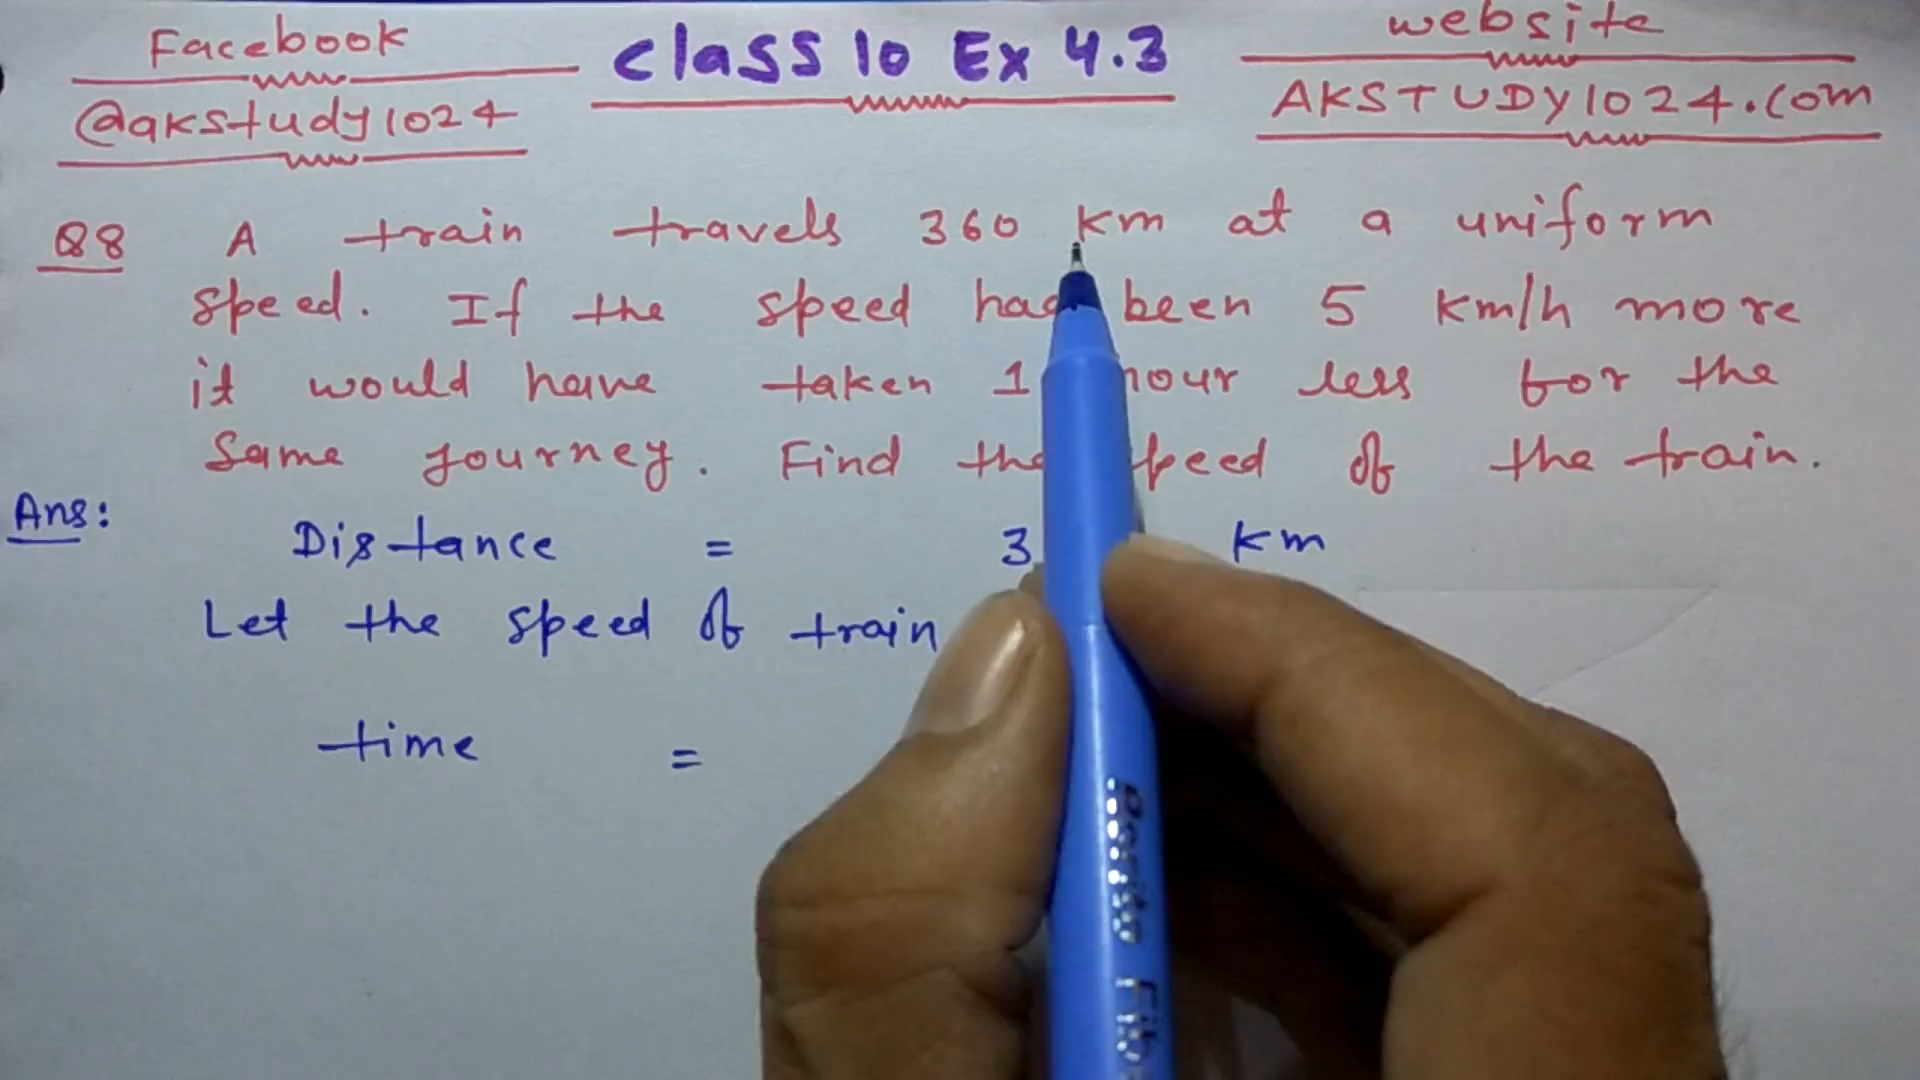 Facebook
@akstudy1024
Class 10 Ex 4.3
website
AKSTUDY1024.com
Q8 A train travels 360 km at a uniform
speed. If the speed had been 5 km/h more
it would have taken 1 hour less for the
same journey. Find the speed of the train.
Ans:
Distance = 3 km
Let the speed of train
time =